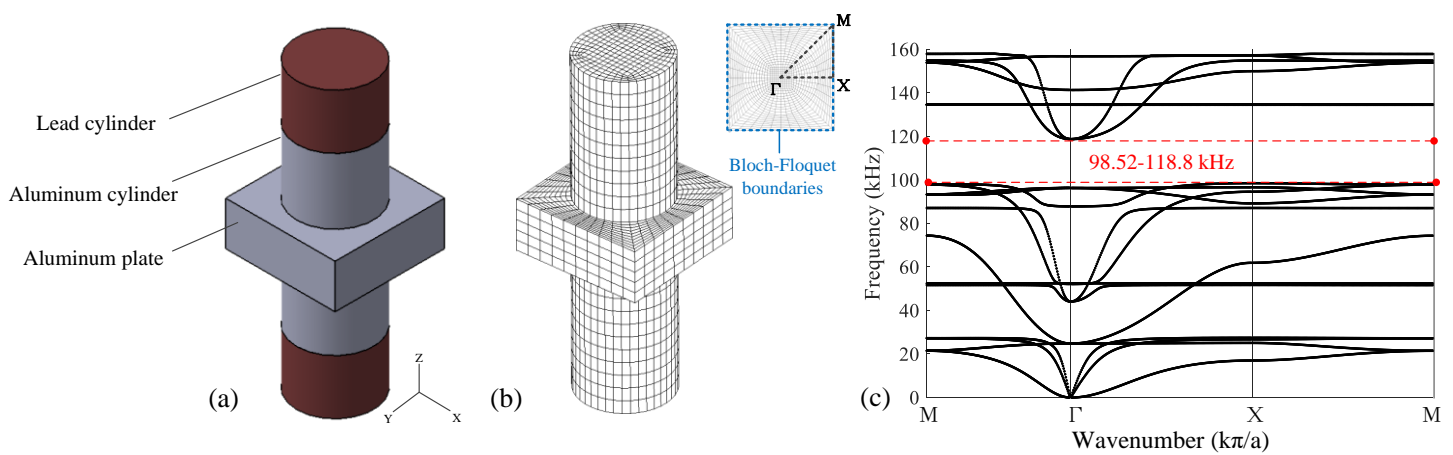 Lead cylinder
Aluminum cylinder
Aluminum plate
(a)
Z
Y
X
(b)
M
Γ
X
Bloch-Floquet
boundaries
(c)
Frequency (kHz)
160
140
120
100
80
60
40
20
0
98.52-118.8 kHz
M
Γ
X
M
Wavenumber (kπ/a)